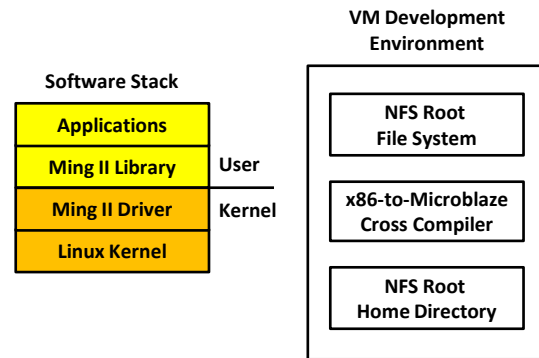 Software Stack
Applications
Ming II Library
User
Ming II Driver
Kernel
Linux Kernel
VM Development
Environment
NFS Root
File System
x86-to-Microblaze
Cross Compiler
NFS Root
Home Directory